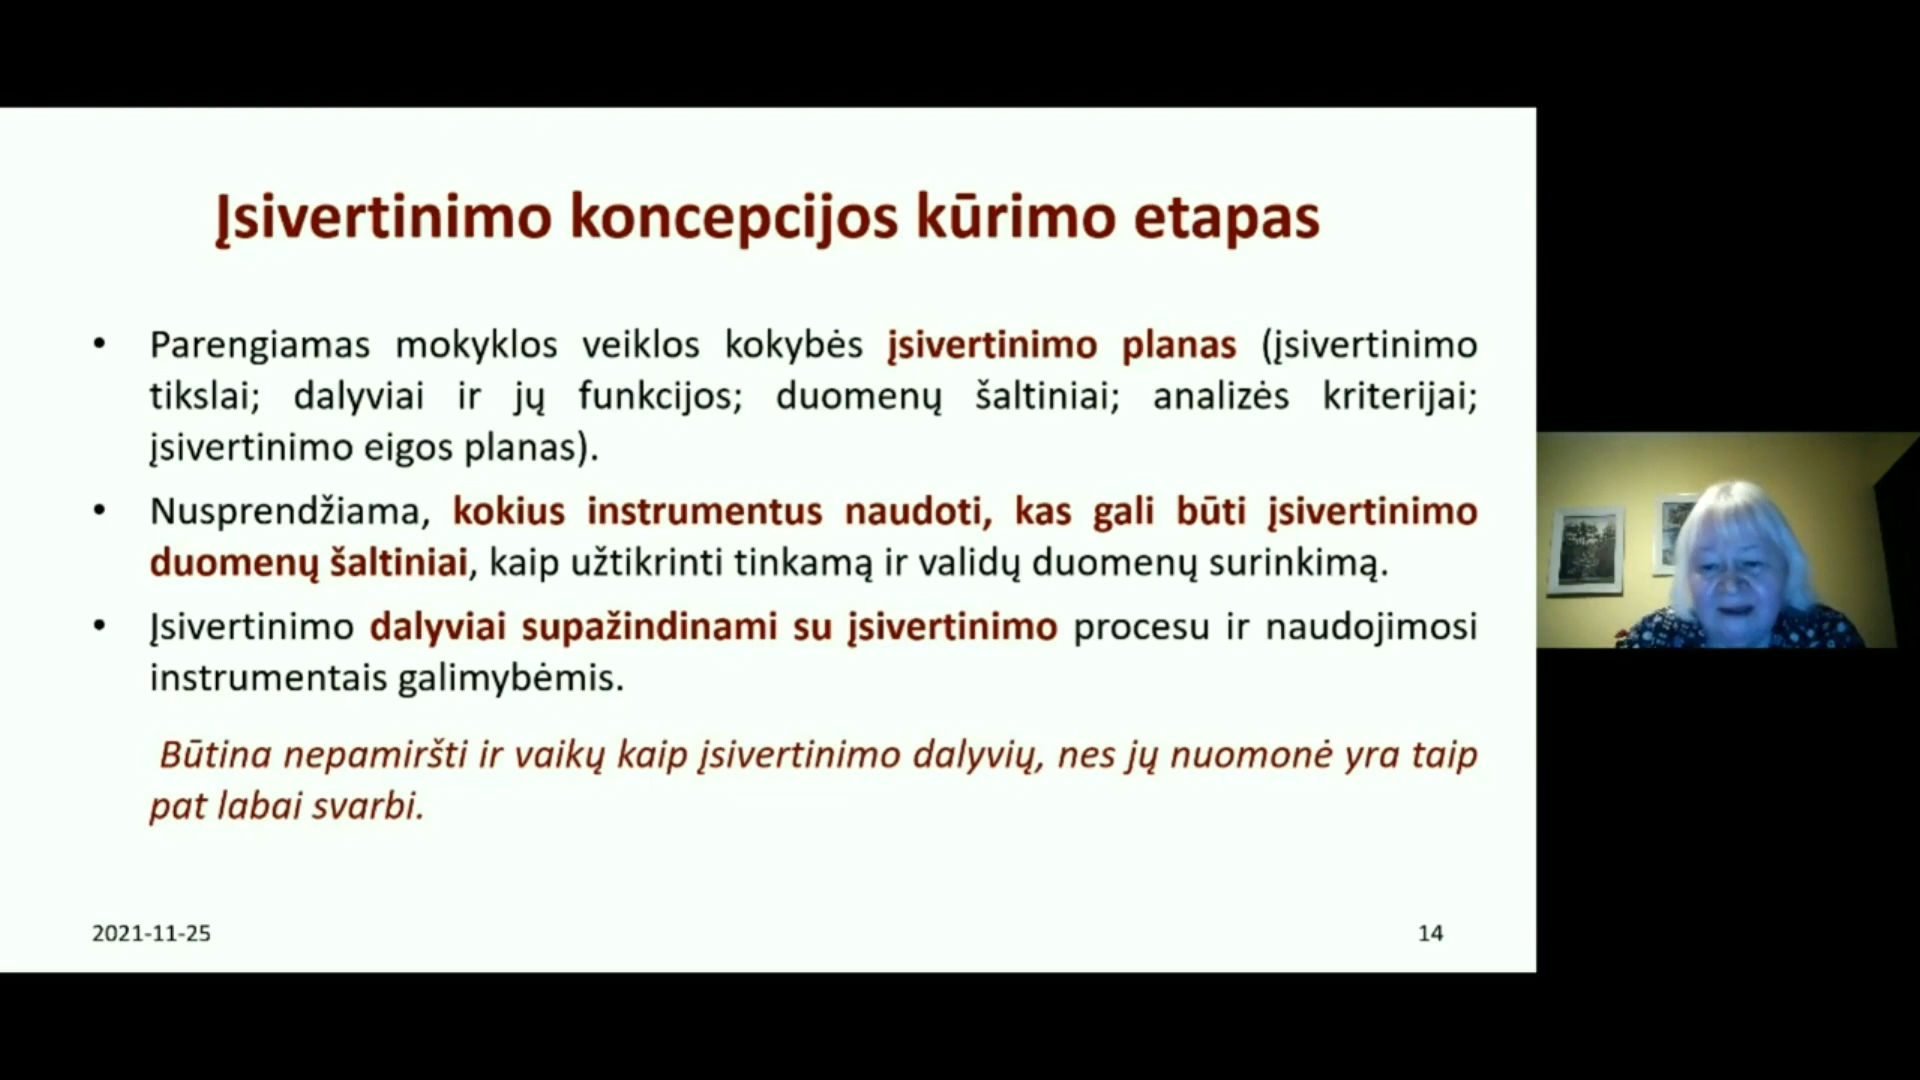 Įsivertinimo koncepcijos kūrimo etapas
• Parengiamas mokyklos veiklos kokybės įsivertinimo planas (įsivertinimo
tikslai; dalyviai ir jų funkcijos; duomenų šaltiniai; analizės kriterijai;
įsivertinimo eigos planas).
• Nusprendžiama, kokius instrumentus naudoti, kas gali būti įsivertinimo
duomenų šaltiniai, kaip užtikrinti tinkamą ir validų duomenų surinkimą.
• Įsivertinimo dalyviai supažindinami su įsivertinimo procesu ir naudojimosi
instrumentais galimybėmis.
Būtina nepamiršti ir vaikų kaip įsivertinimo dalyvių, nes jų nuomonė yra taip
pat labai svarbi.
2021-11-25
14